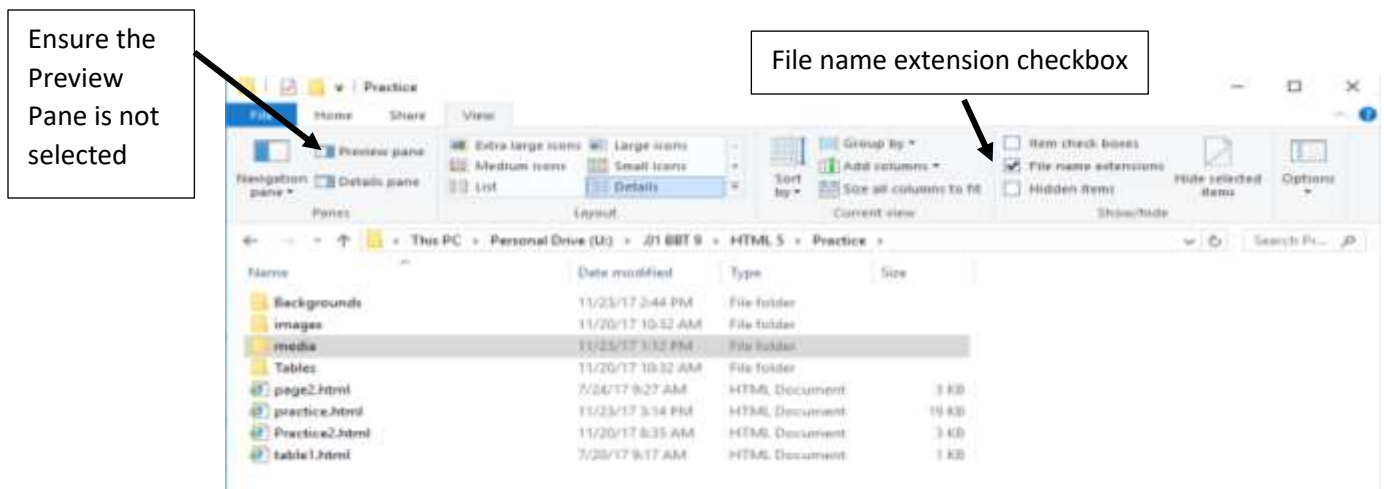 Ensure the
Preview
Pane is not
selected
File name extension checkbox
Practice
File Home Share View
Navigation pane
Preview pane
Details pane
Panes
Extra large icons Large icons
Medium icons Small icons
List Details
Layout
Sort by
Group by
Add columns
Size all columns to fit
Current view
Item check boxes
File name extensions
Hidden items
Hide selected items
Show/hide
Options
This PC Personal Drive (U:) .01 BBT 9 HTML 5 Practice
Name Date modified Type Size
Backgrounds 11/23/17 2:44 PM File folder
images 11/20/17 10:32 AM File folder
media 11/23/17 1:12 PM File folder
Tables 11/20/17 10:32 AM File folder
page2.html 7/24/17 9:27 AM HTML Document 3 KB
practice.html 11/23/17 3:14 PM HTML Document 19 KB
Practice2.html 11/20/17 8:35 AM HTML Document 3 KB
table1.html 7/20/17 9:17 AM HTML Document 1 KB